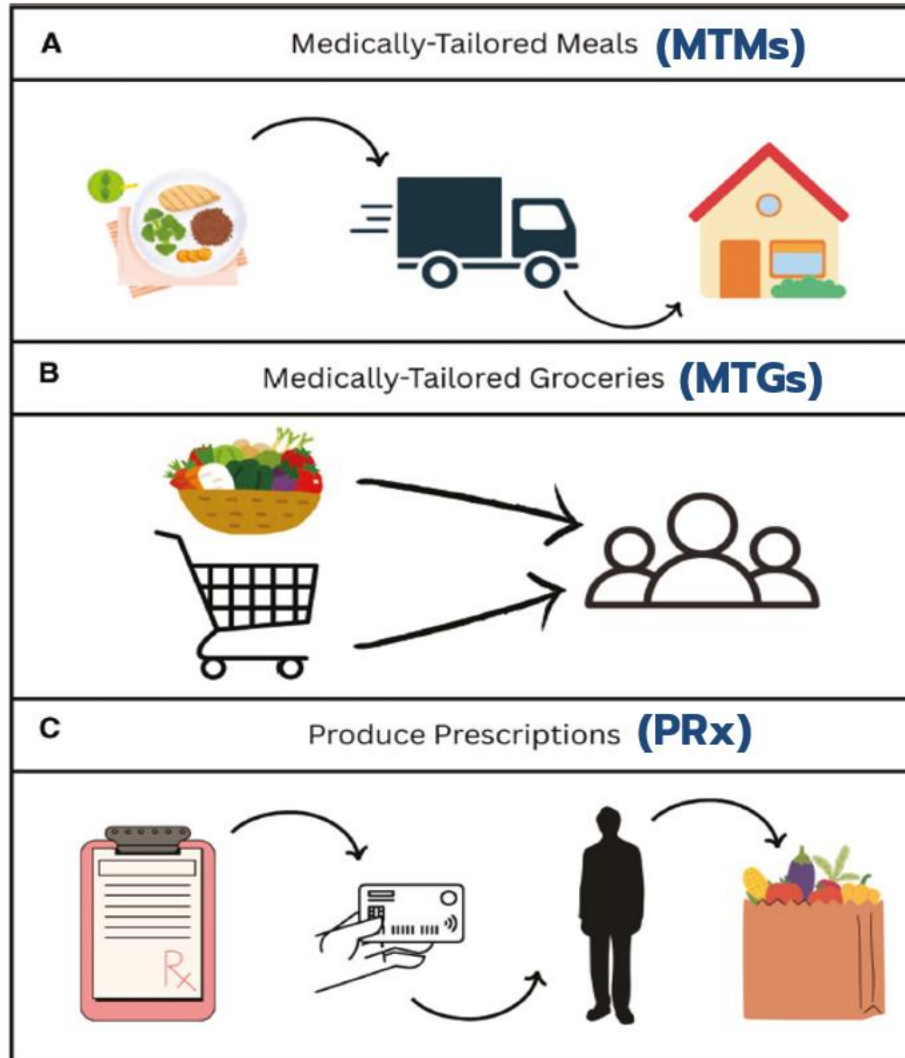 A
Medically-Tailored Meals (MTMs)
B
Medically-Tailored Groceries (MTGs)
C
Produce Prescriptions (PRx)
Rx